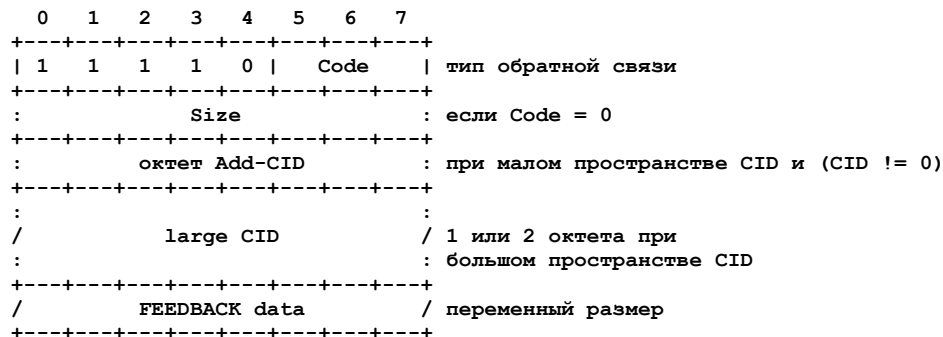 0   1   2   3   4   5   6   7
+---+---+---+---+---+---+---+---+
| 1   1   1   1   0 |   Code    | тип обратной связи
+---+---+---+---+---+---+---+---+
:             Size              : если Code = 0
+---+---+---+---+---+---+---+---+
:         октет Add-CID         : при малом пространстве CID и (CID != 0)
+---+---+---+---+---+---+---+---+
:                               :
/           large CID           / 1 или 2 октета при
:                               : большом пространстве CID
+---+---+---+---+---+---+---+---+
/         FEEDBACK data         / переменный размер
+---+---+---+---+---+---+---+---+